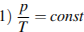 1) p/T = const